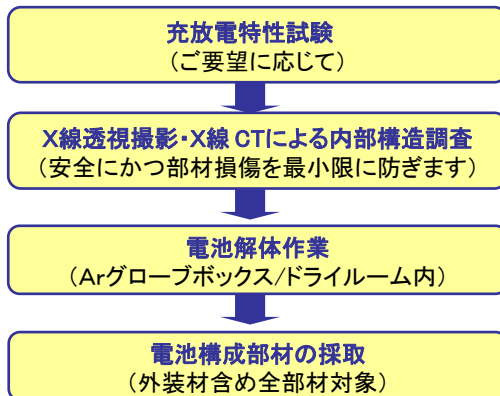 充放電特性試験
(ご要望に応じて)
X線透視撮影・X線 CTによる内部構造調査
(安全にかつ部材損傷を最小限に防ぎます)
電池解体作業
(Arグローブボックス/ドライルーム内)
電池構成部材の採取
(外装材含め全部材対象)